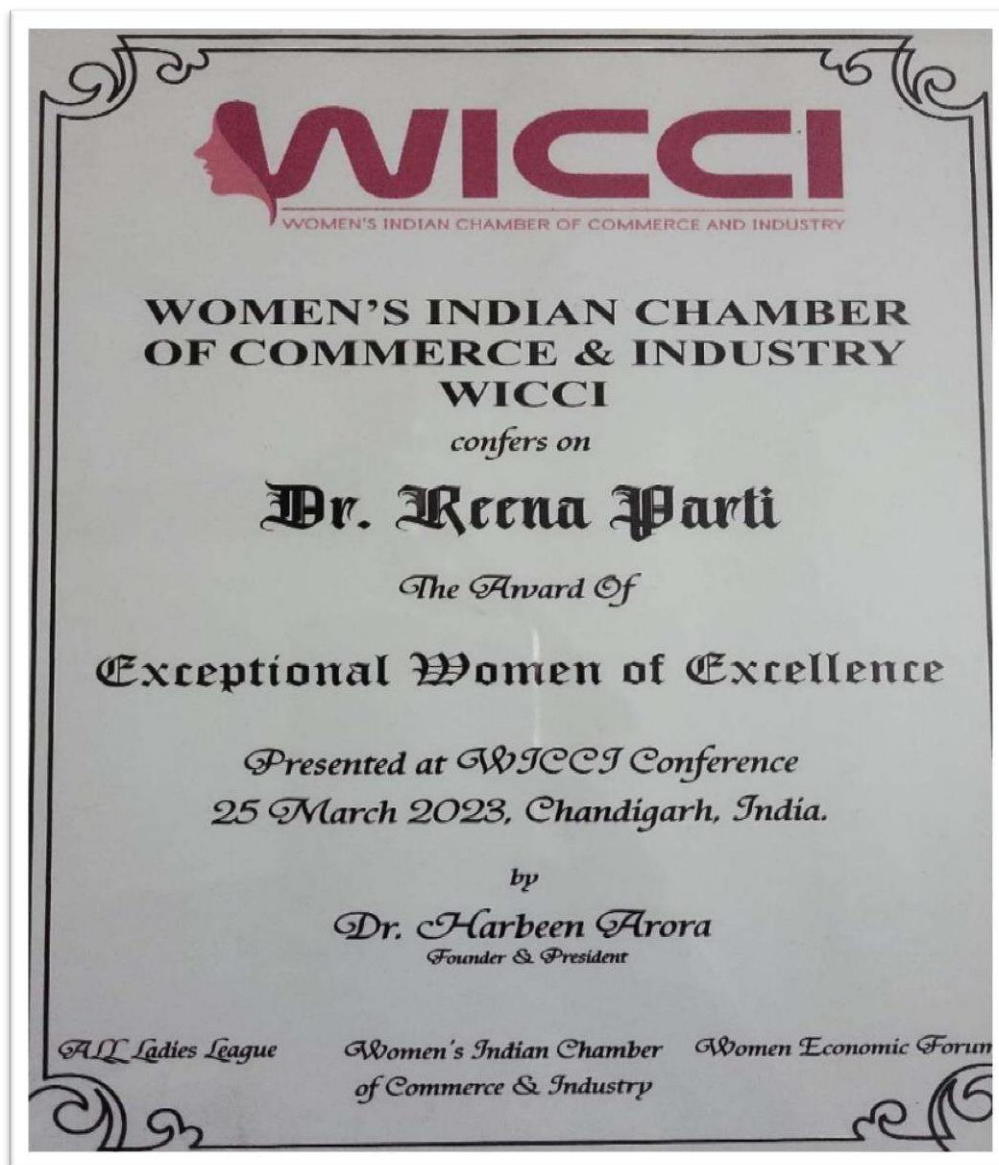 WICCI
WOMEN'S INDIAN CHAMBER OF COMMERCE AND INDUSTRY
WOMEN'S INDIAN CHAMBER
OF COMMERCE & INDUSTRY
WICCI
confers on
Dr. Reena Parti
The Award Of
Exceptional Women of Excellence
Presented at WICCI Conference
25 March 2023, Chandigarh, India.
by
Dr. Harbeen Arora
Founder & President
ALL Ladies League Women's Indian Chamber Women Economic Forum
of Commerce & Industry